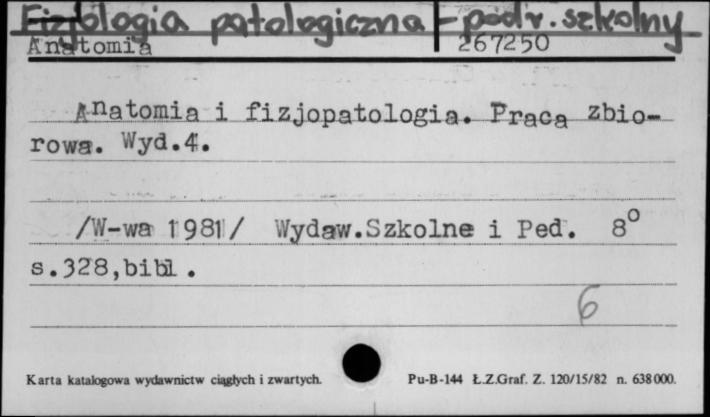 Fizjologia patologiczna - podr. szkolny
Anatomia 267250
Anatomia i fizjopatologia. Praca zbio-
rowa. Wyd.4.
/W-wa 1981/ Wydaw.Szkolne i Ped. 8°
s.328,bibl.
6
Karta katalogowa wydawnictw ciągłych i zwartych. Pu-B-144 Ł.Z.Graf. Z. 120/15/82 n. 638000.